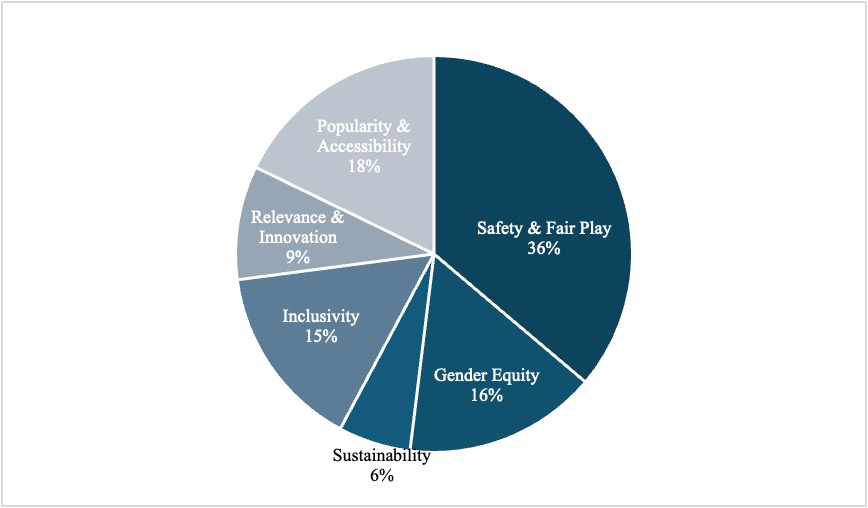 Popularity &
Accessibility
18%
Safety & Fair Play
36%
Relevance &
Innovation
9%
Inclusivity
15%
Gender Equity
16%
Sustainability
6%